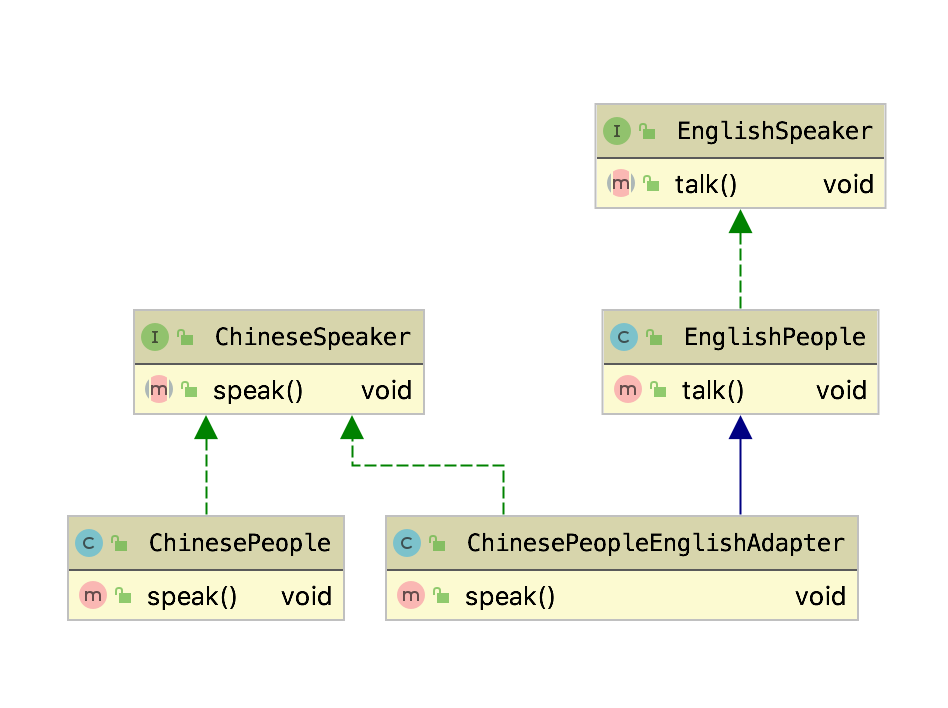 I EnglishSpeaker
m talk() void
I ChineseSpeaker
m speak() void
C EnglishPeople
m talk() void
C ChinesePeople
m speak() void
C ChinesePeopleEnglishAdapter
m speak() void